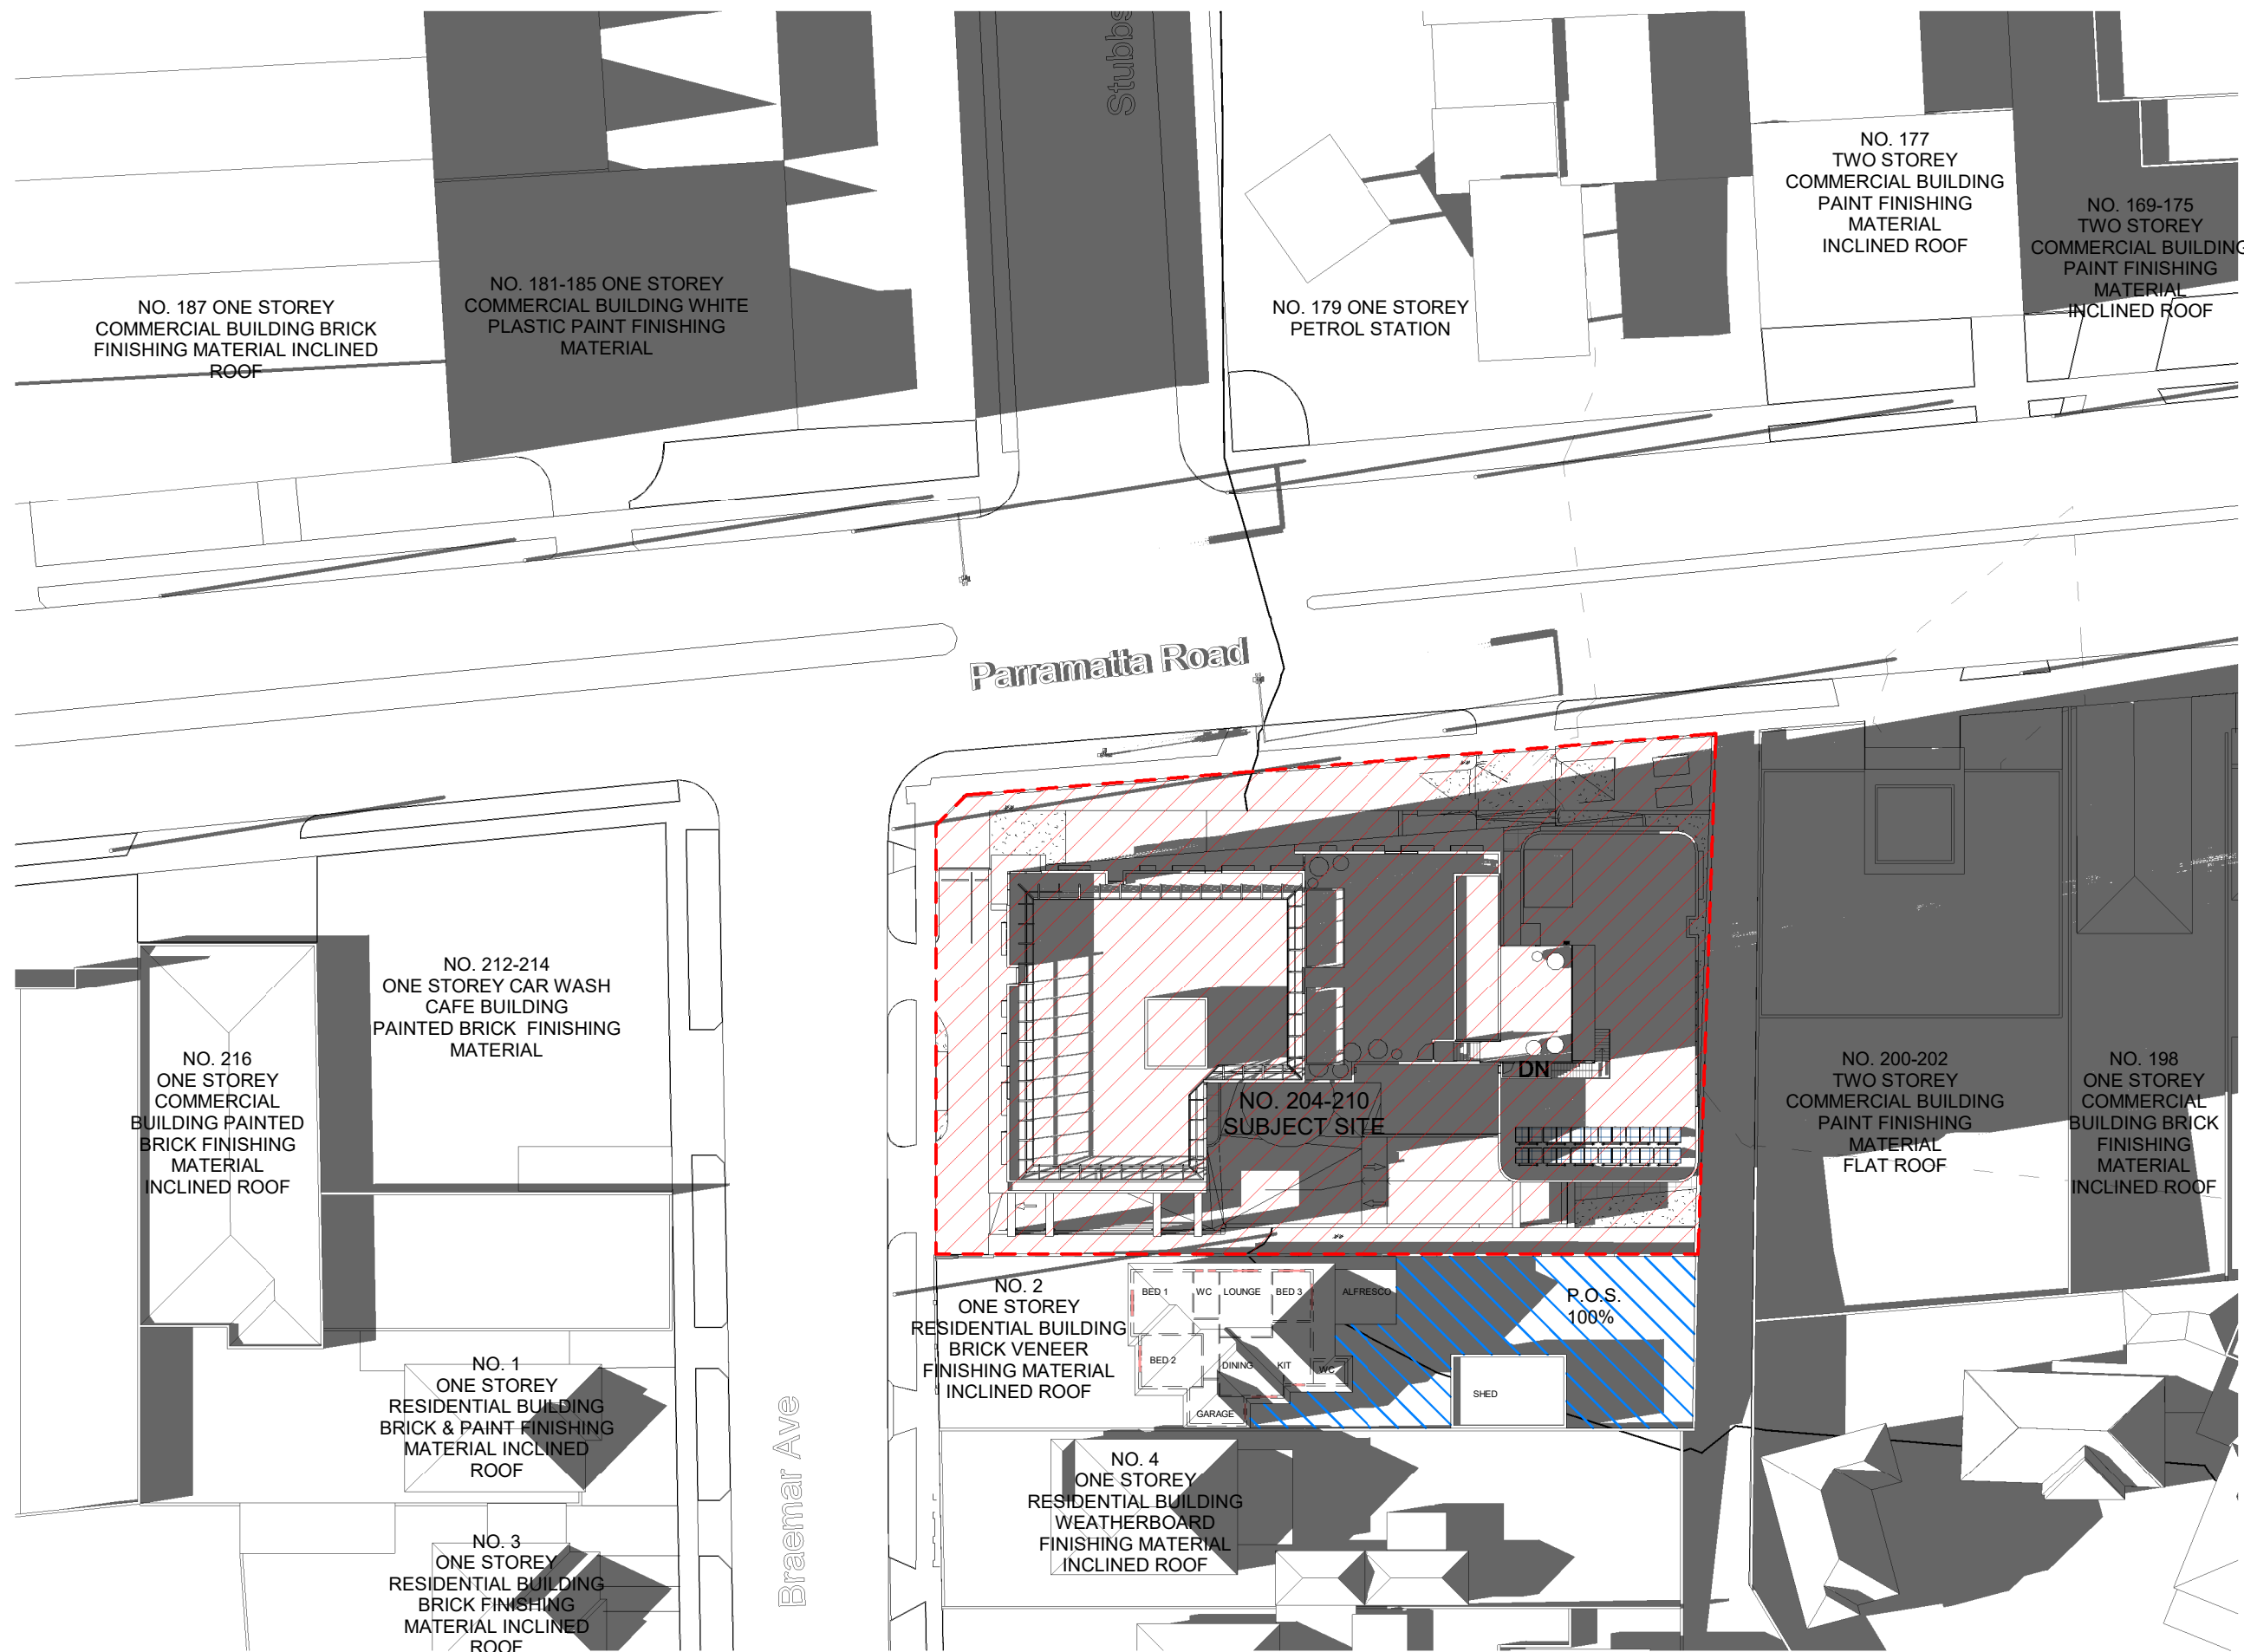 Stubbs
NO. 177
TWO STOREY
COMMERCIAL BUILDING
PAINT FINISHING
MATERIAL
INCLINED ROOF
NO. 169-175
TWO STOREY
COMMERCIAL BUILDING
PAINT FINISHING
MATERIAL
INCLINED ROOF
NO. 187 ONE STOREY
COMMERCIAL BUILDING BRICK
FINISHING MATERIAL INCLINED
ROOF
NO. 181-185 ONE STOREY
COMMERCIAL BUILDING WHITE
PLASTIC PAINT FINISHING
MATERIAL
NO. 179 ONE STOREY
PETROL STATION
Parramatta Road
NO. 212-214
ONE STOREY CAR WASH
CAFE BUILDING
PAINTED BRICK FINISHING
MATERIAL
NO. 216
ONE STOREY
COMMERCIAL
BUILDING PAINTED
BRICK FINISHING
MATERIAL
INCLINED ROOF
DN
NO. 204-210
SUBJECT SITE
NO. 200-202
TWO STOREY
COMMERCIAL BUILDING
PAINT FINISHING
MATERIAL
FLAT ROOF
NO. 198
ONE STOREY
COMMERCIAL
BUILDING BRICK
FINISHING
MATERIAL
INCLINED ROOF
NO. 2
ONE STOREY
RESIDENTIAL BUILDING
BRICK VENEER
FINISHING MATERIAL
INCLINED ROOF
BED 1
WC
LOUNGE
BED 3
ALFRESCO
P.O.S.
100%
BED 2
DINING
KIT
WC
SHED
GARAGE
NO. 1
ONE STOREY
RESIDENTIAL BUILDING
BRICK & PAINT FINISHING
MATERIAL INCLINED
ROOF
Braemar Ave
NO. 4
ONE STOREY
RESIDENTIAL BUILDING
WEATHERBOARD
FINISHING MATERIAL
INCLINED ROOF
NO. 3
ONE STOREY
RESIDENTIAL BUILDING
BRICK FINISHING
MATERIAL INCLINED
ROOF